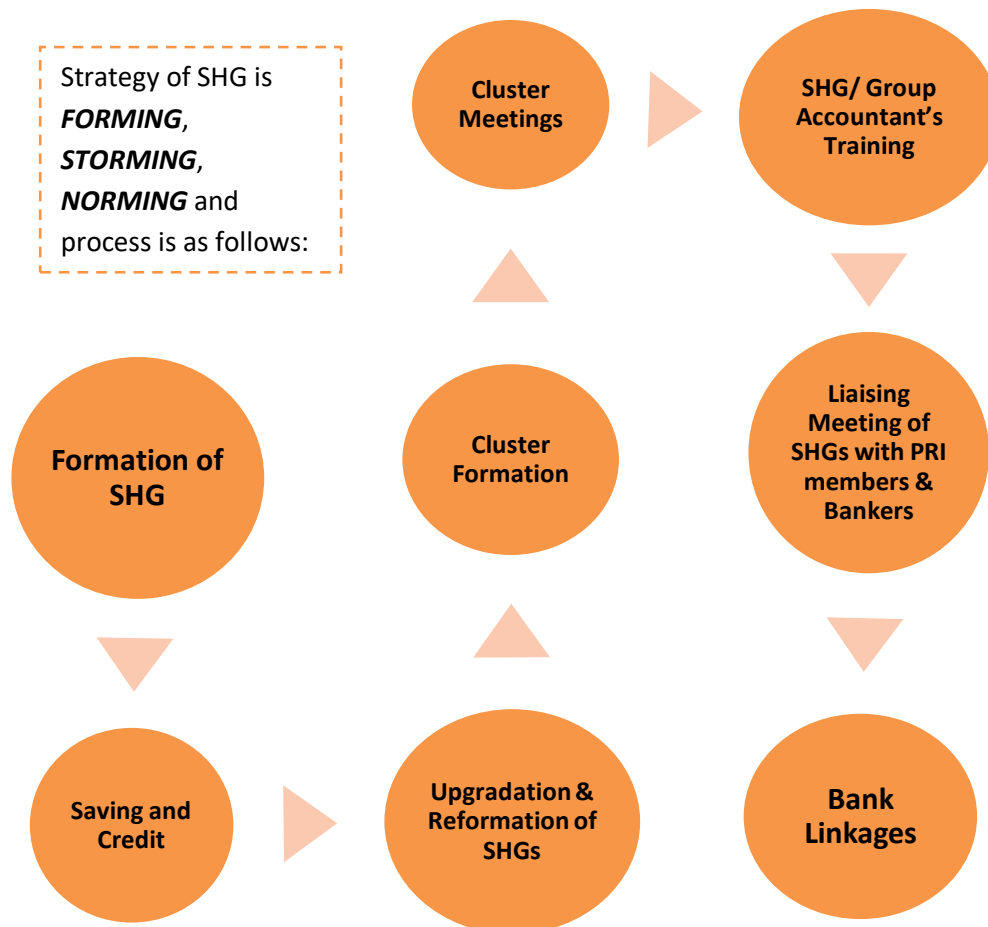 Strategy of SHG is
FORMING,
STORMING,
NORMING and
process is as follows:
Formation of
SHG
Saving and
Credit
Upgradation &
Reformation of
SHGs
Cluster
Formation
Cluster
Meetings
SHG/ Group
Accountant’s
Training
Liaising
Meeting of
SHGs with PRI
members &
Bankers
Bank
Linkages